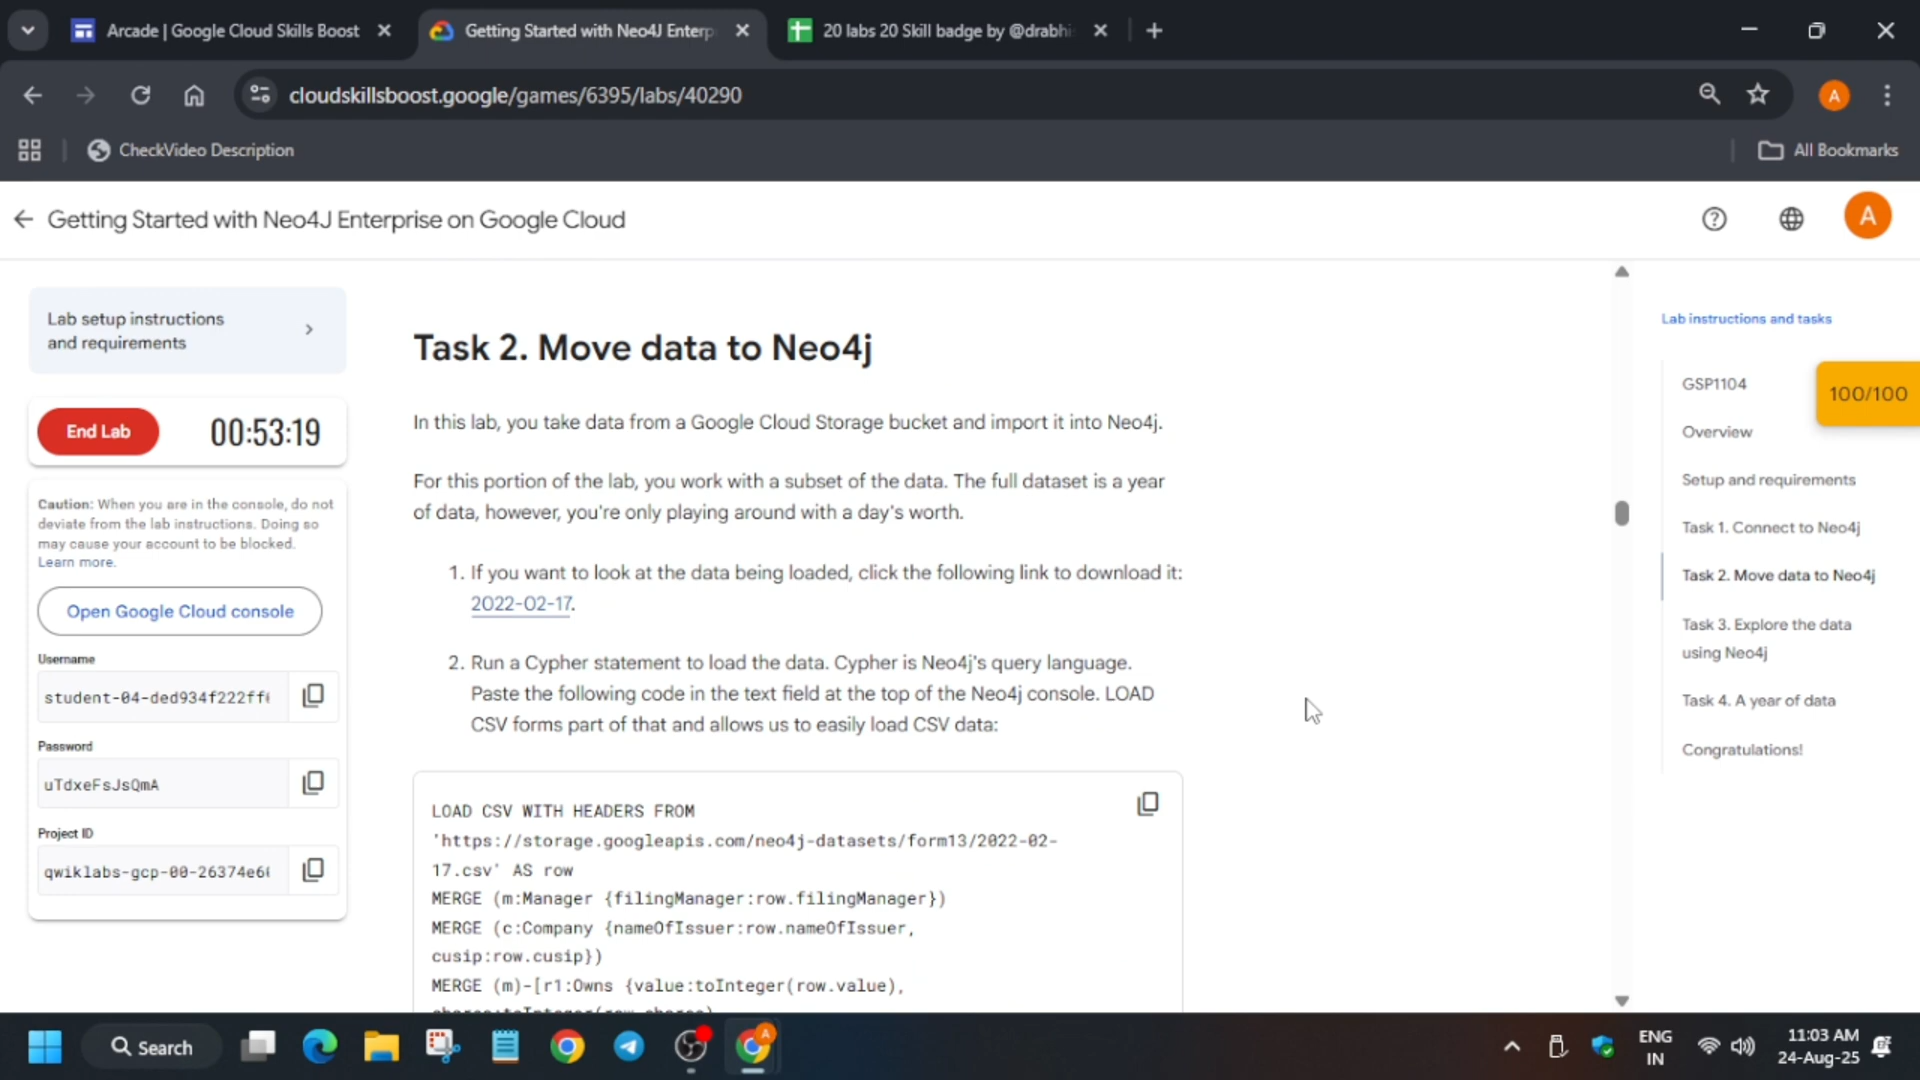 Arcade | Google Cloud Skills Boost
Getting Started with Neo4J Enterp
20 labs 20 Skill badge by @drabhi
cloudskillsboost.google/games/6395/labs/40290
A
CheckVideo Description
All Bookmarks
Getting Started with Neo4J Enterprise on Google Cloud
A
Lab setup instructions
and requirements
End Lab
00:53:19
Caution: When you are in the console, do not
deviate from the lab instructions. Doing so
may cause your account to be blocked.
Learn more.
Open Google Cloud console
Username
student-04-ded934f222ff
Password
uTdxeFsJsQmA
Project ID
qwiklabs-gcp-00-26374e6
Task 2. Move data to Neo4j
In this lab, you take data from a Google Cloud Storage bucket and import it into Neo4j.
For this portion of the lab, you work with a subset of the data. The full dataset is a year
of data, however, you're only playing around with a day's worth.
1. If you want to look at the data being loaded, click the following link to download it:
2022-02-17.
2. Run a Cypher statement to load the data. Cypher is Neo4j's query language.
Paste the following code in the text field at the top of the Neo4j console. LOAD
CSV forms part of that and allows us to easily load CSV data:
LOAD CSV WITH HEADERS FROM
'https://storage.googleapis.com/neo4j-datasets/form13/2022-02-
17.csv' AS row
MERGE (m:Manager {filingManager:row.filingManager})
MERGE (c:Company {nameOfIssuer:row.nameOfIssuer,
cusip:row.cusip})
MERGE (m)-[r1:Owns {value:toInteger(row.value),
Lab instructions and tasks
GSP1104
100/100
Overview
Setup and requirements
Task 1. Connect to Neo4j
Task 2. Move data to Neo4j
Task 3. Explore the data
using Neo4j
Task 4. A year of data
Congratulations!
Search
A
ENG
IN
11:03 AM
24-Aug-25